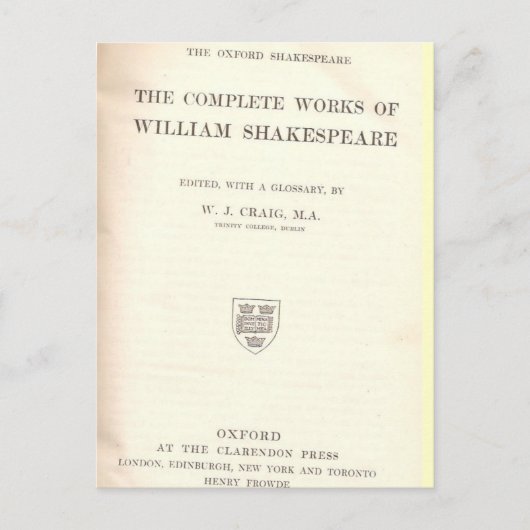 THE OXFORD SHAKESPEARE
THE COMPLETE WORKS OF
WILLIAM SHAKESPEARE
EDITED, WITH A GLOSSARY, BY
W. J. CRAIG, M.A.
TRINITY COLLEGE, DUBLIN
OXFORD
AT THE CLARENDON PRESS
LONDON, EDINBURGH, NEW YORK AND TORONTO
HENRY FROWDE